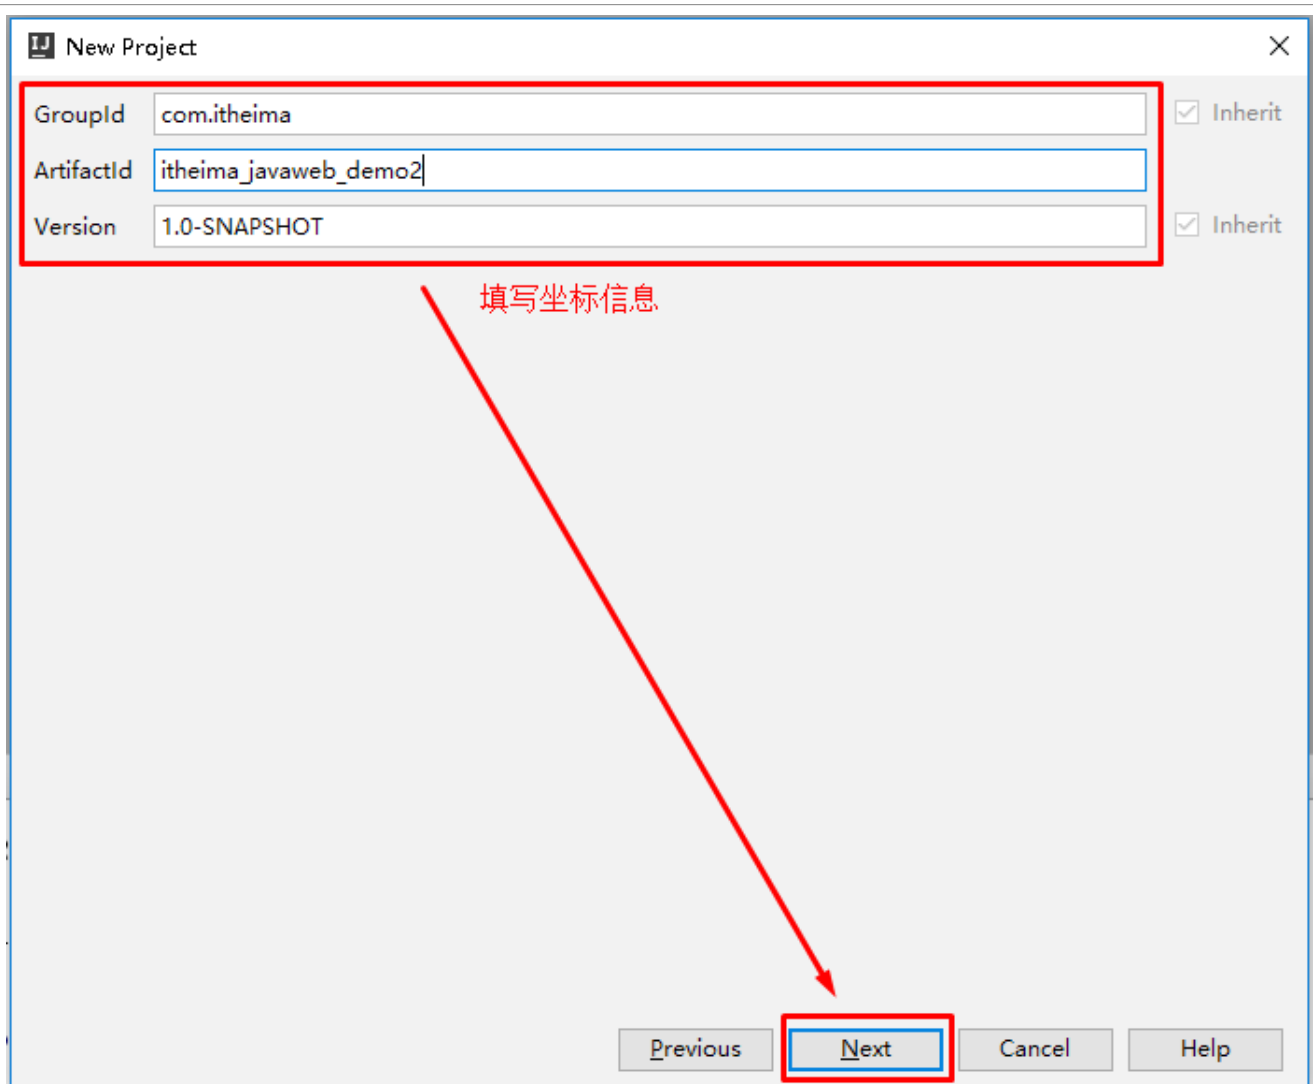 New Project
GroupId com.itheima Inherit
ArtifactId itheima_javaweb_demo2
Version 1.0-SNAPSHOT Inherit
填写坐标信息
Previous Next Cancel Help